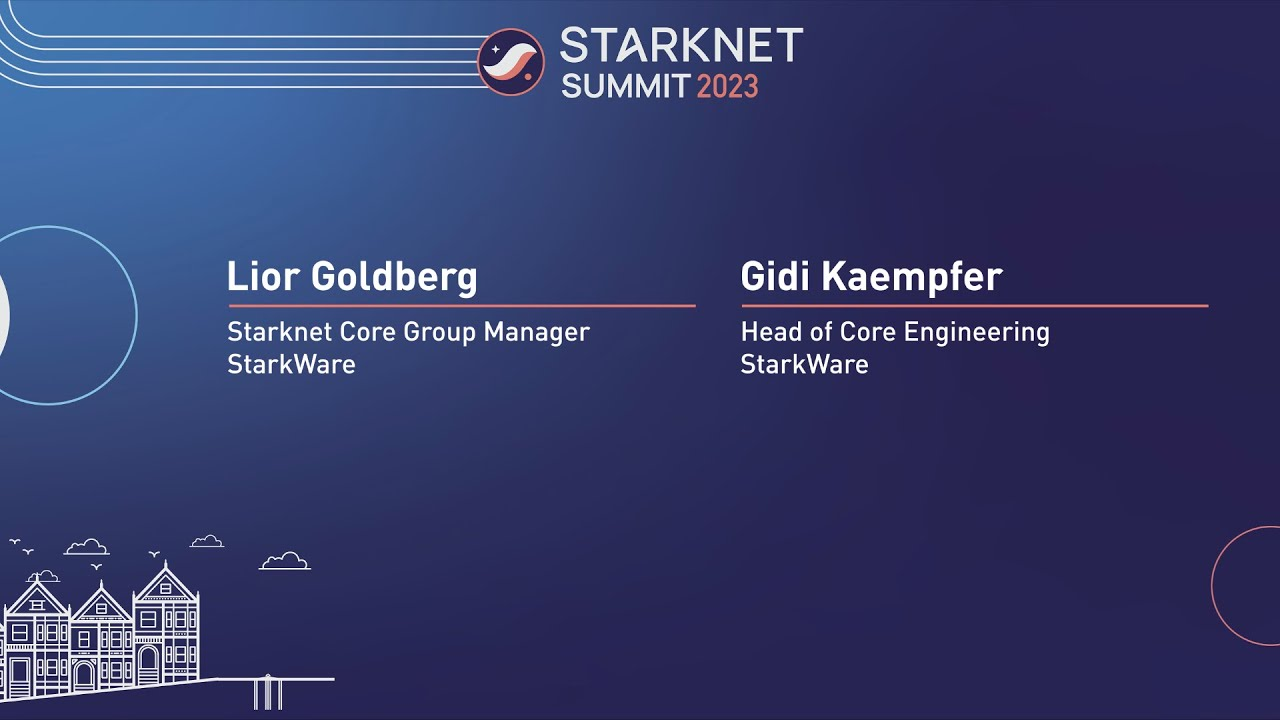 STARKNET
SUMMIT 2023
Lior Goldberg
Starknet Core Group Manager
StarkWare
Gidi Kaempfer
Head of Core Engineering
StarkWare